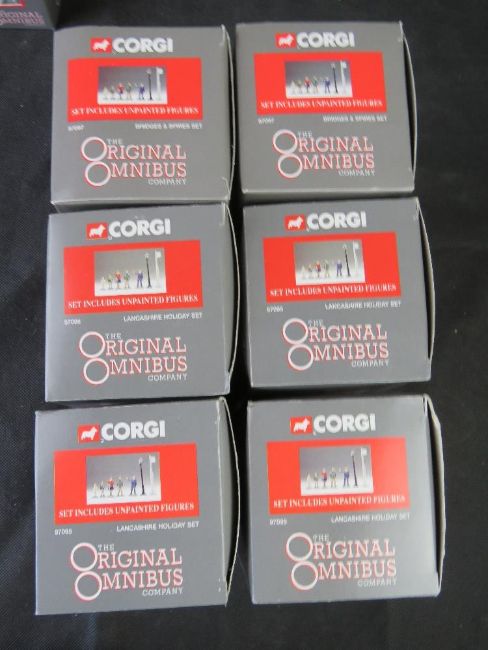 ORIGINAL
OMNIBUS
CORGI
SET INCLUDES UNPAINTED FIGURES
97097 BRIDGES & SPIRES SET
THE
ORIGINAL
OMNIBUS
COMPANY
CORGI
SET INCLUDES UNPAINTED FIGURES
97097 BRIDGES & SPIRES SET
THE
ORIGINAL
OMNIBUS
COMPANY
CORGI
SET INCLUDES UNPAINTED FIGURES
97095 LANCASHIRE HOLIDAY SET
THE
ORIGINAL
OMNIBUS
COMPANY
CORGI
SET INCLUDES UNPAINTED FIGURES
97095 LANCASHIRE HOLIDAY SET
THE
ORIGINAL
OMNIBUS
COMPANY
CORGI
SET INCLUDES UNPAINTED FIGURES
97095 LANCASHIRE HOLIDAY SET
THE
ORIGINAL
OMNIBUS
COMPANY
CORGI
SET INCLUDES UNPAINTED FIGURES
97095 LANCASHIRE HOLIDAY SET
THE
ORIGINAL
OMNIBUS
COMPANY